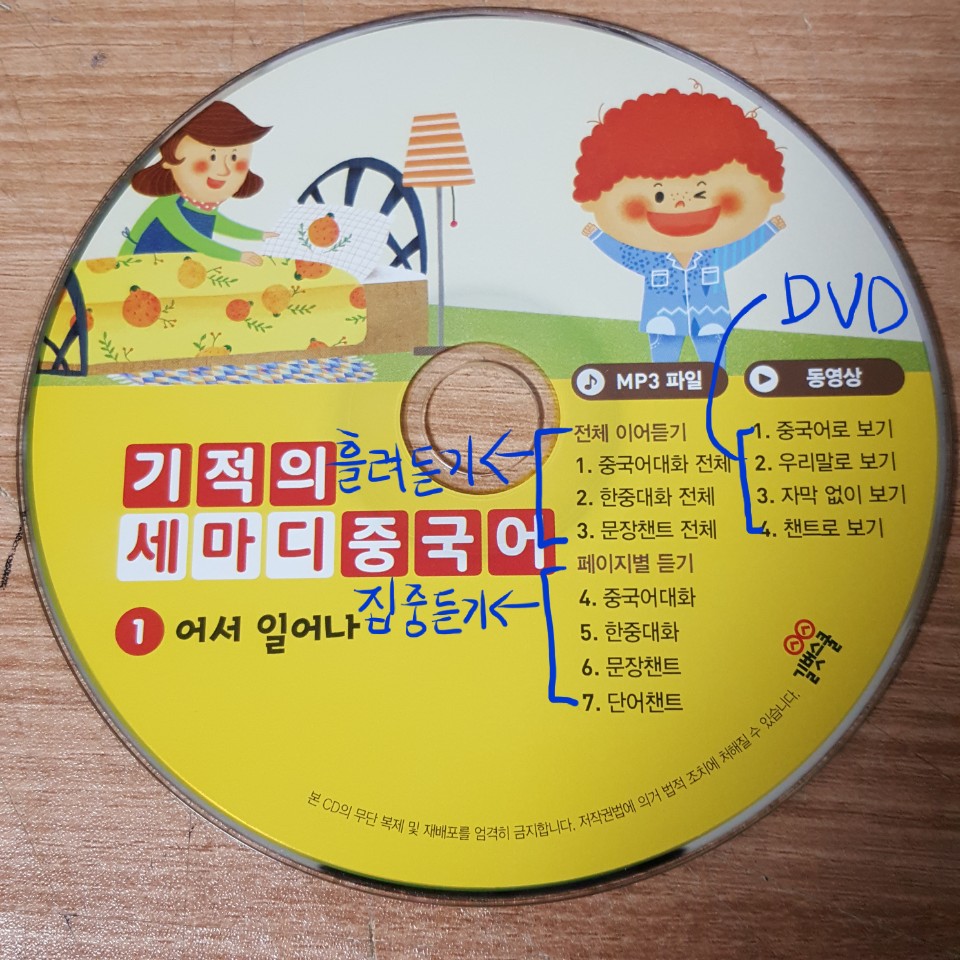 DVD
MP3 파일
동영상
전체 이어듣기
1. 중국어대화 전체
2. 한중대화 전체
3. 문장챈트 전체
페이지별 듣기
4. 중국어대화
5. 한중대화
6. 문장챈트
7. 단어챈트
1. 중국어로 보기
2. 우리말로 보기
3. 자막 없이 보기
4. 챈트로 보기
흘려듣기
집중듣기
기적의
세마디중국어
1 어서 일어나
길벗스쿨
본 CD의 무단 복제 및 재배포를 엄격히 금지합니다. 저작권법에 의거 법적 조치에 처해질 수 있습니다.